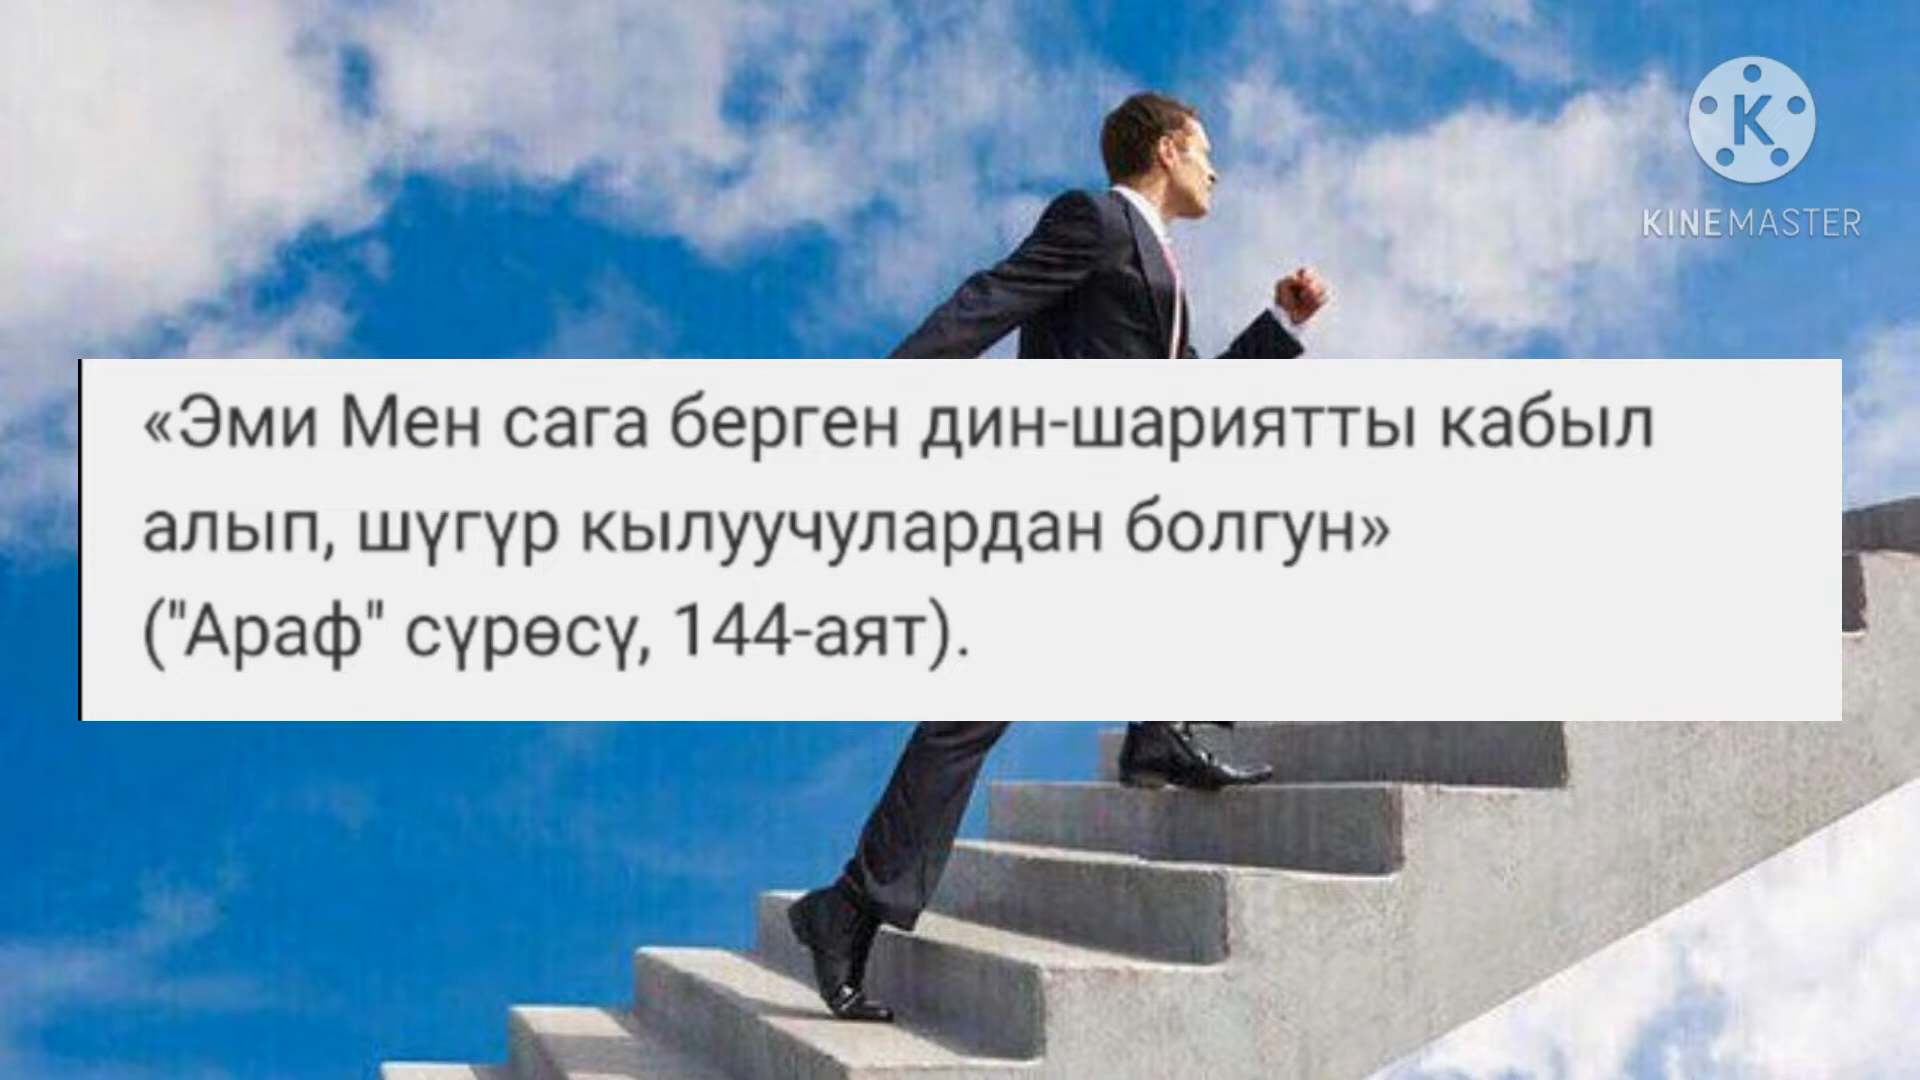 KINEMASTER
«Эми Мен сага берген дин-шариятты кабыл
алып, шүгүр кылуучулардан болгун»
("Араф" сүрөсү, 144-аят).